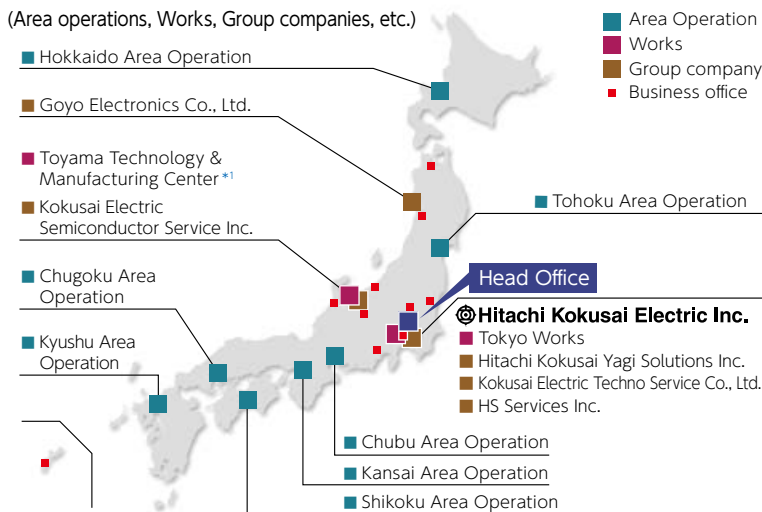 (Area operations, Works, Group companies, etc.)
Area Operation
Works
Group company
Business office
Hokkaido Area Operation
Goyo Electronics Co., Ltd.
Toyama Technology &
Manufacturing Center *1
Kokusai Electric
Semiconductor Service Inc.
Tohoku Area Operation
Chugoku Area
Operation
Kyushu Area
Operation
Head Office
Hitachi Kokusai Electric Inc.
Tokyo Works
Hitachi Kokusai Yagi Solutions Inc.
Kokusai Electric Techno Service Co., Ltd.
HS Services Inc.
Chubu Area Operation
Kansai Area Operation
Shikoku Area Operation